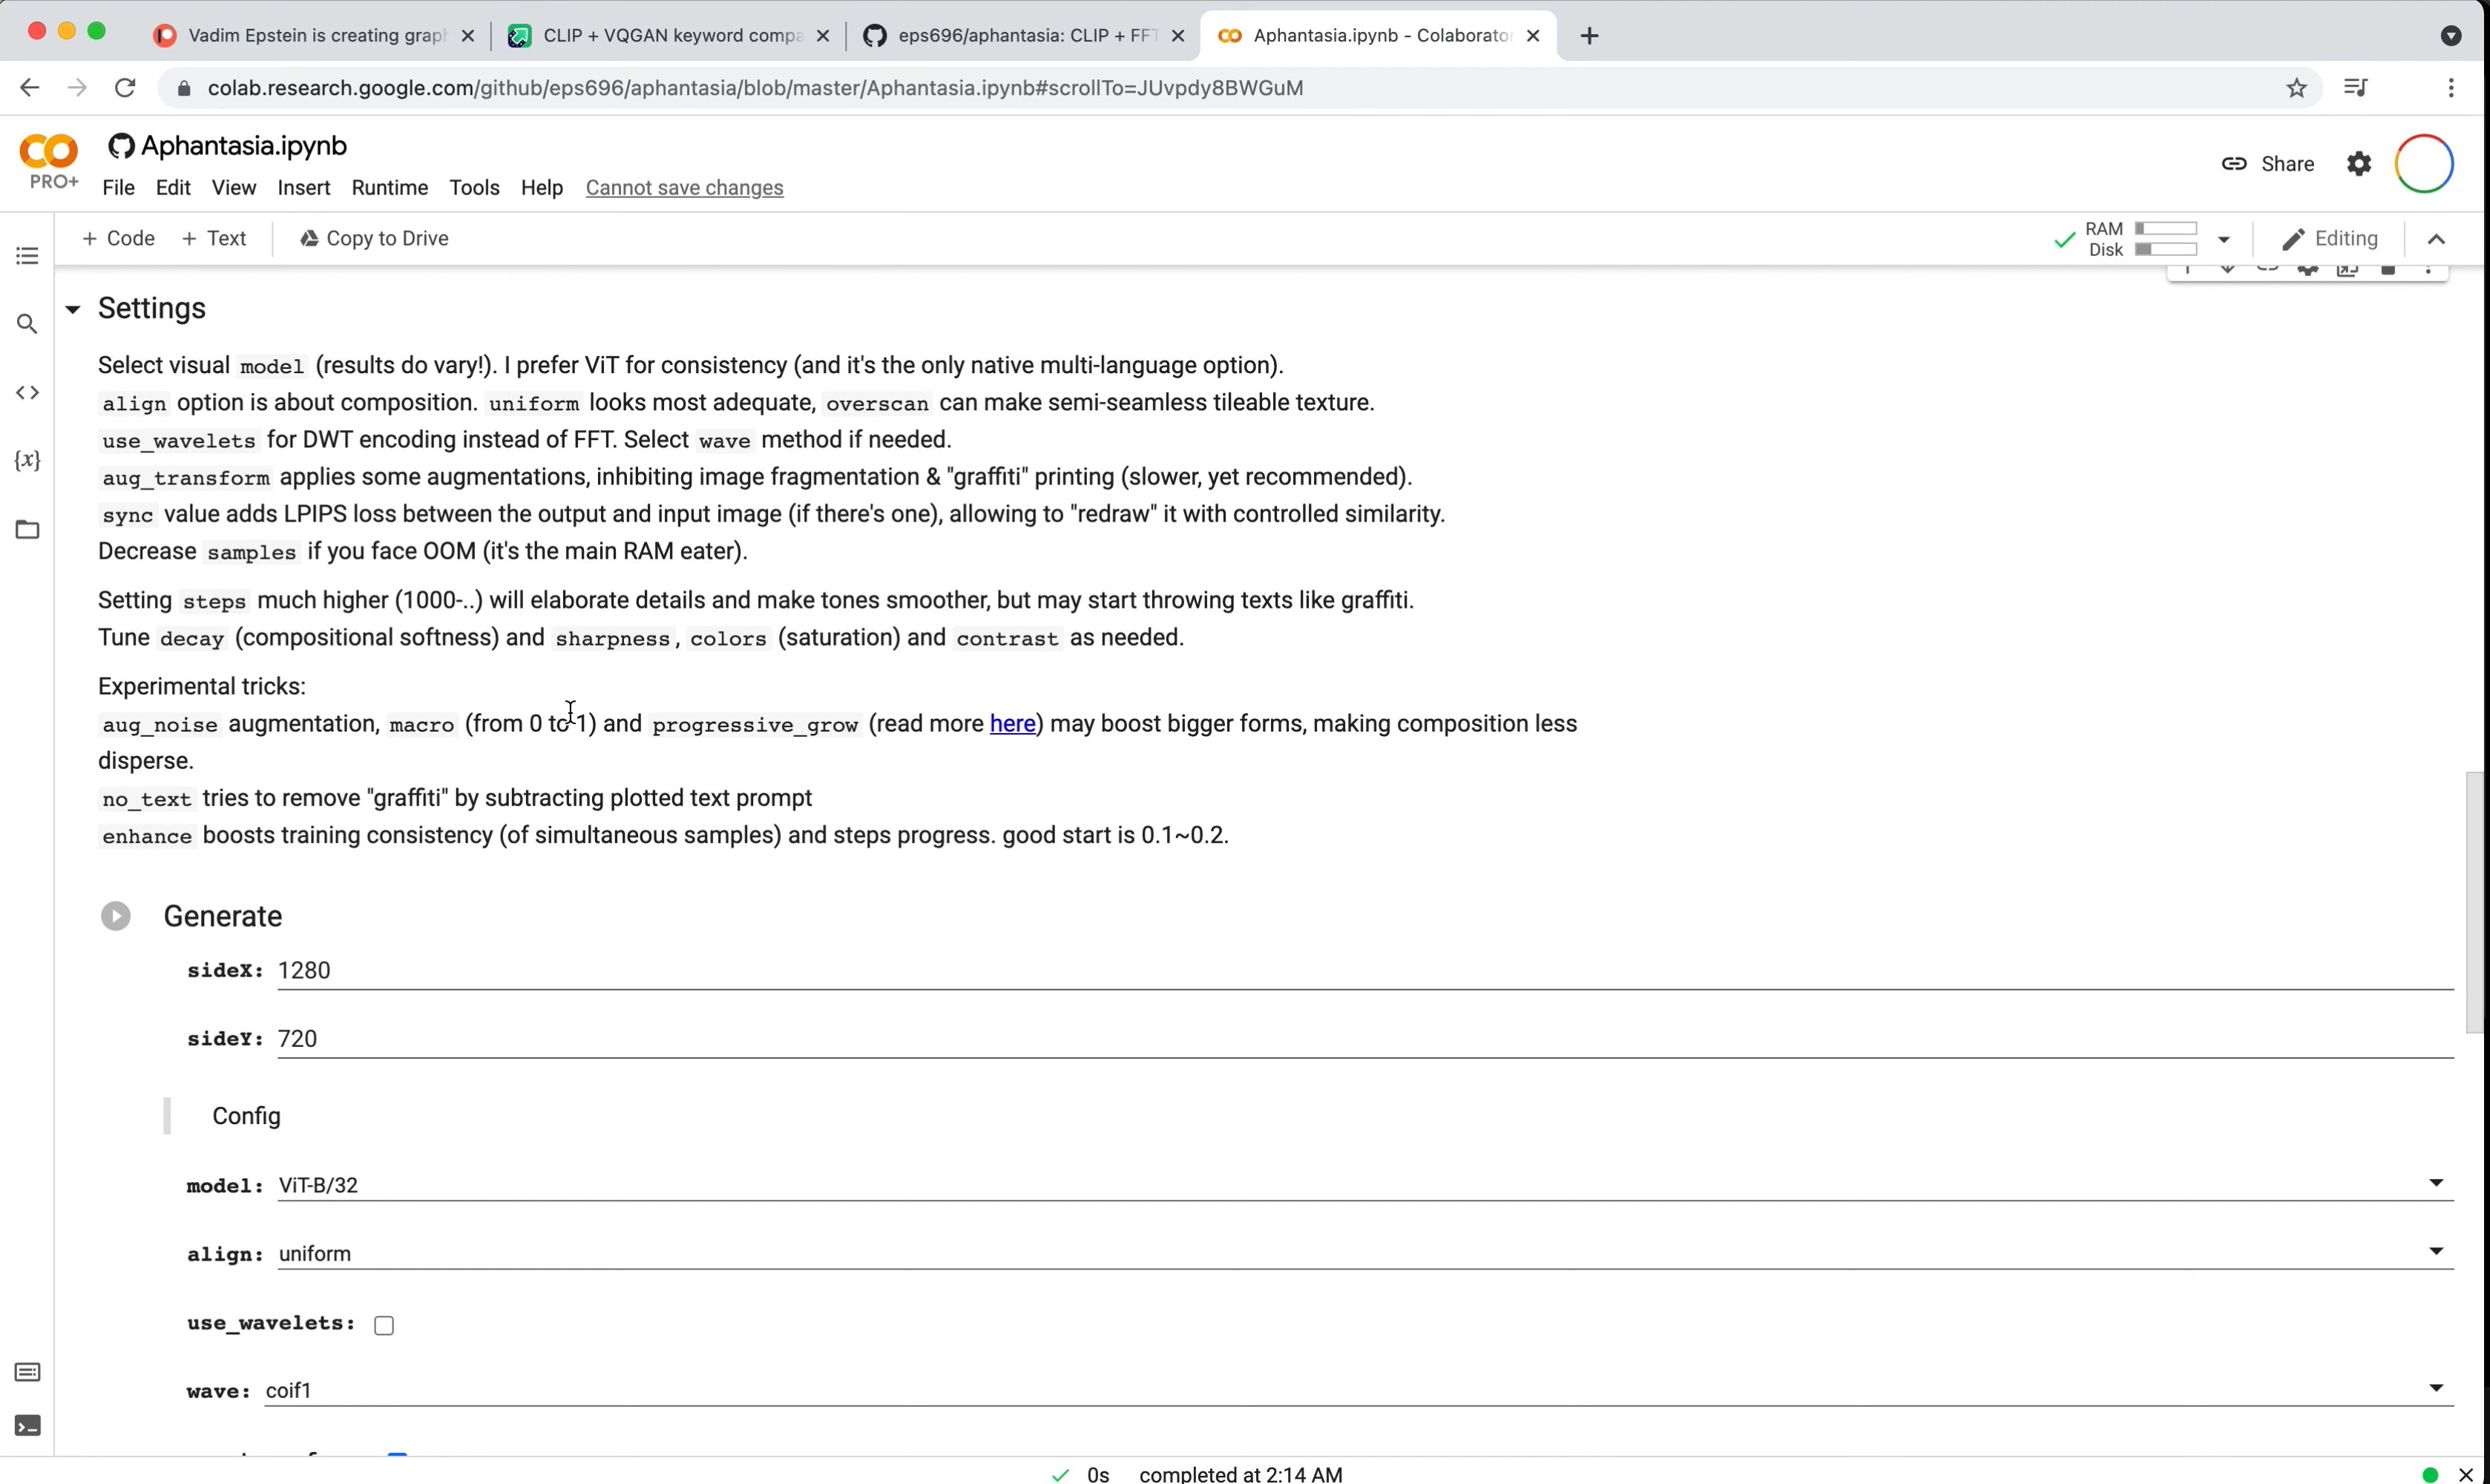 Vadim Epstein is creating grap
CLIP + VQGAN keyword compa
eps696/aphantasia: CLIP + FFT
Aphantasia.ipynb - Colaborator
colab.research.google.com/github/eps696/aphantasia/blob/master/Aphantasia.ipynb#scrollTo=JUvpdy8BWGuM
PRO+
Aphantasia.ipynb
File Edit View Insert Runtime Tools Help Cannot save changes
Share
+ Code + Text Copy to Drive
RAM
Disk
Editing
Settings
Select visual model (results do vary!). I prefer ViT for consistency (and it's the only native multi-language option).
align option is about composition. uniform looks most adequate, overscan can make semi-seamless tileable texture.
use_wavelets for DWT encoding instead of FFT. Select wave method if needed.
aug_transform applies some augmentations, inhibiting image fragmentation & "graffiti" printing (slower, yet recommended).
sync value adds LPIPS loss between the output and input image (if there's one), allowing to "redraw" it with controlled similarity.
Decrease samples if you face OOM (it's the main RAM eater).
Setting steps much higher (1000-..) will elaborate details and make tones smoother, but may start throwing texts like graffiti.
Tune decay (compositional softness) and sharpness, colors (saturation) and contrast as needed.
Experimental tricks:
aug_noise augmentation, macro (from 0 to 1) and progressive_grow (read more here) may boost bigger forms, making composition less
disperse.
no_text tries to remove "graffiti" by subtracting plotted text prompt
enhance boosts training consistency (of simultaneous samples) and steps progress. good start is 0.1~0.2.
Generate
sideX: 1280
sideY: 720
Config
model: ViT-B/32
align: uniform
use_wavelets:
wave: coif1
0s completed at 2:14 AM